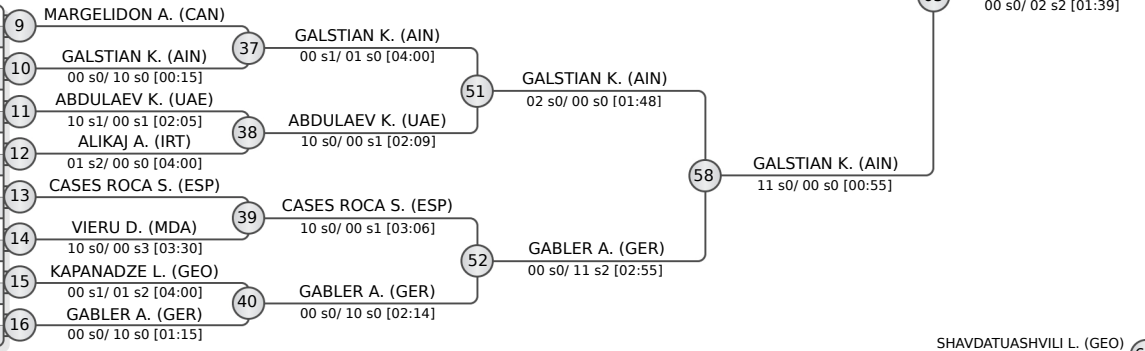 00 s0/ 02 s2 [01:39]
9
MARGELIDON A. (CAN)
10
GALSTIAN K. (AIN)
00 s0/ 10 s0 [00:15]
37
GALSTIAN K. (AIN)
00 s1/ 01 s0 [04:00]
11
ABDULAEV K. (UAE)
10 s1/ 00 s1 [02:05]
12
ALIKAJ A. (IRT)
01 s2/ 00 s0 [04:00]
38
ABDULAEV K. (UAE)
10 s0/ 00 s1 [02:09]
51
GALSTIAN K. (AIN)
02 s0/ 00 s0 [01:48]
13
CASES ROCA S. (ESP)
14
VIERU D. (MDA)
10 s0/ 00 s3 [03:30]
39
CASES ROCA S. (ESP)
10 s0/ 00 s1 [03:06]
15
KAPANADZE L. (GEO)
00 s1/ 01 s2 [04:00]
16
GABLER A. (GER)
00 s0/ 10 s0 [01:15]
40
GABLER A. (GER)
00 s0/ 10 s0 [02:14]
52
GABLER A. (GER)
00 s0/ 11 s2 [02:55]
58
GALSTIAN K. (AIN)
11 s0/ 00 s0 [00:55]
SHAVDATUASHVILI L. (GEO)